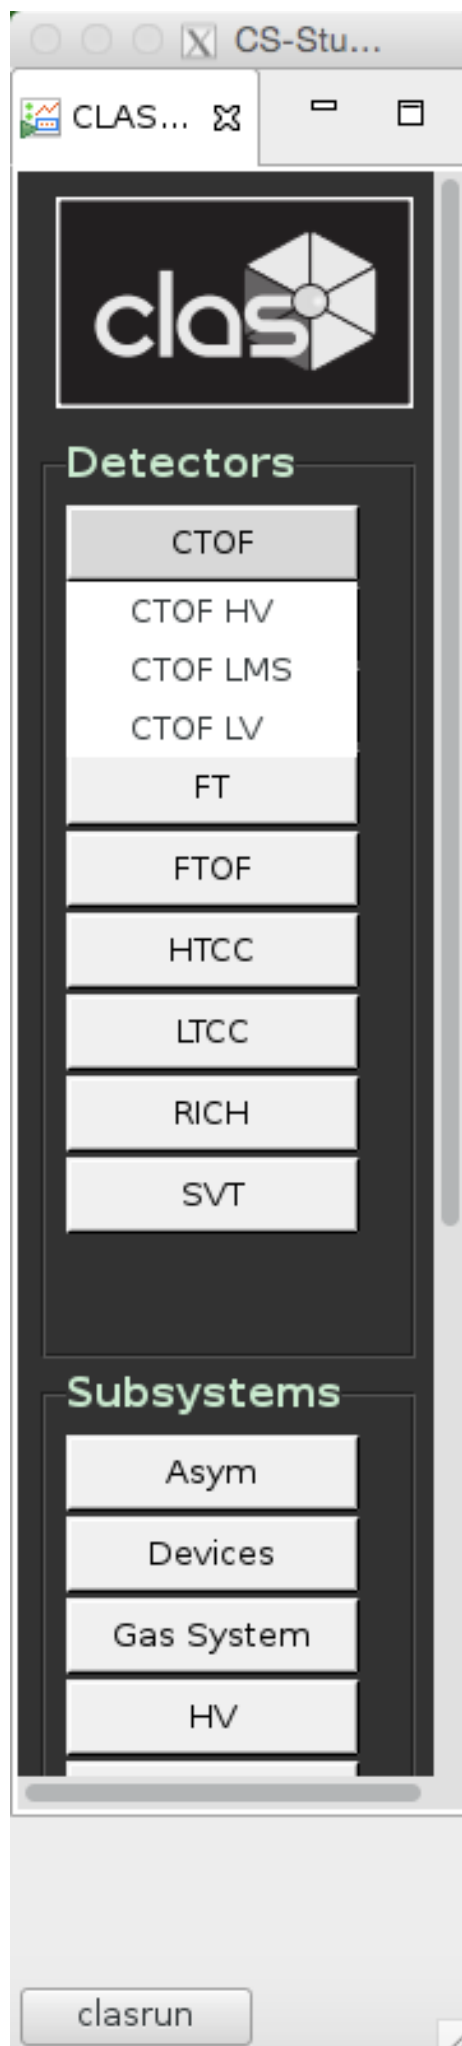 CS-Stu...
CLAS...
clas
Detectors
CTOF
CTOF HV
CTOF LMS
CTOF LV
FT
FTOF
HTCC
LTCC
RICH
SVT
Subsystems
Asym
Devices
Gas System
HV
clasrun